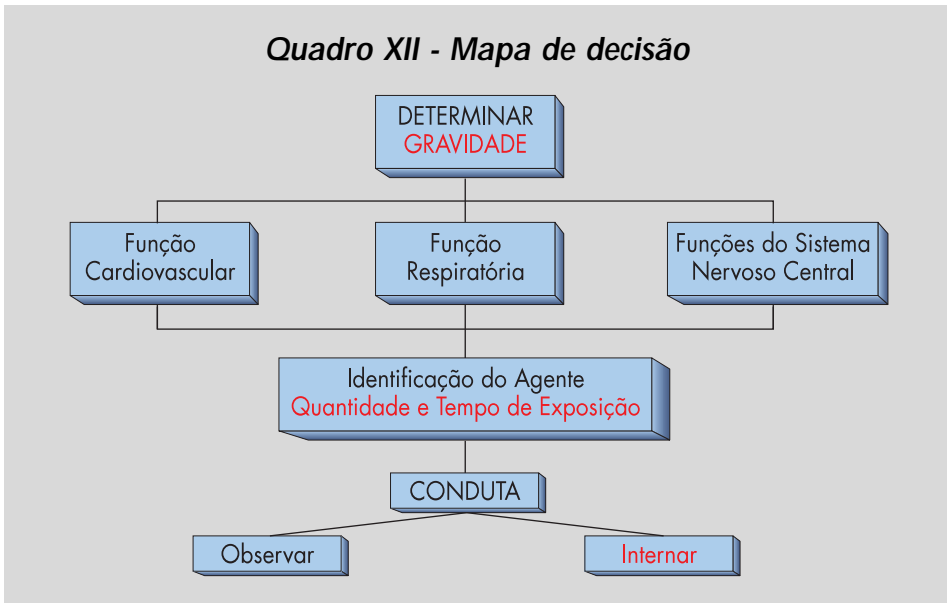 Quadro XII - Mapa de decisão
DETERMINAR
GRAVIDADE
Função
Cardiovascular
Função
Respiratória
Funções do Sistema
Nervoso Central
Identificação do Agente
Quantidade e Tempo de Exposição
CONDUTA
Observar
Internar